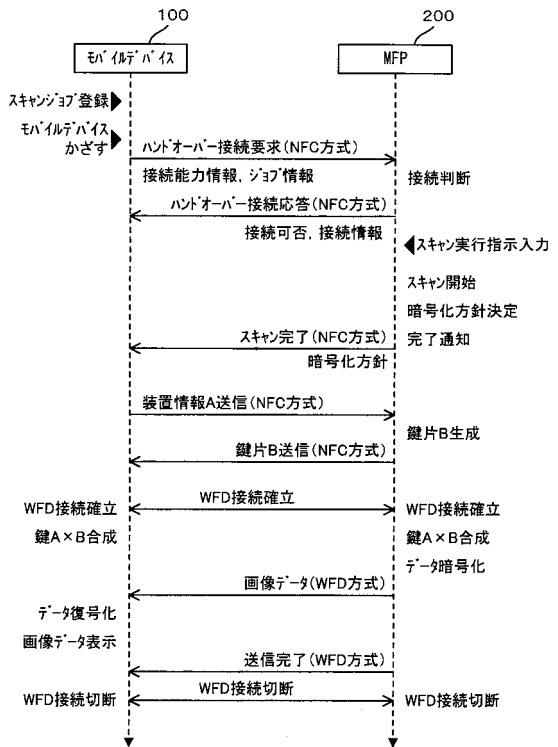 100
200
モバイルデバイス
MFP
スキャンジョブ登録
モバイルデバイス
かざす
ハンドオーバー接続要求(NFC方式)
接続能力情報, ジョブ情報
接続判断
ハンドオーバー接続応答(NFC方式)
接続可否, 接続情報
スキャン実行指示入力
スキャン開始
暗号化方針決定
スキャン完了(NFC方式)
完了通知
暗号化方針
装置情報A送信(NFC方式)
鍵片B生成
鍵片B送信(NFC方式)
WFD接続確立
WFD接続確立
WFD接続確立
鍵A×B合成
鍵A×B合成
データ暗号化
画像データ(WFD方式)
データ復号化
画像データ表示
送信完了(WFD方式)
WFD接続切断
WFD接続切断
WFD接続切断